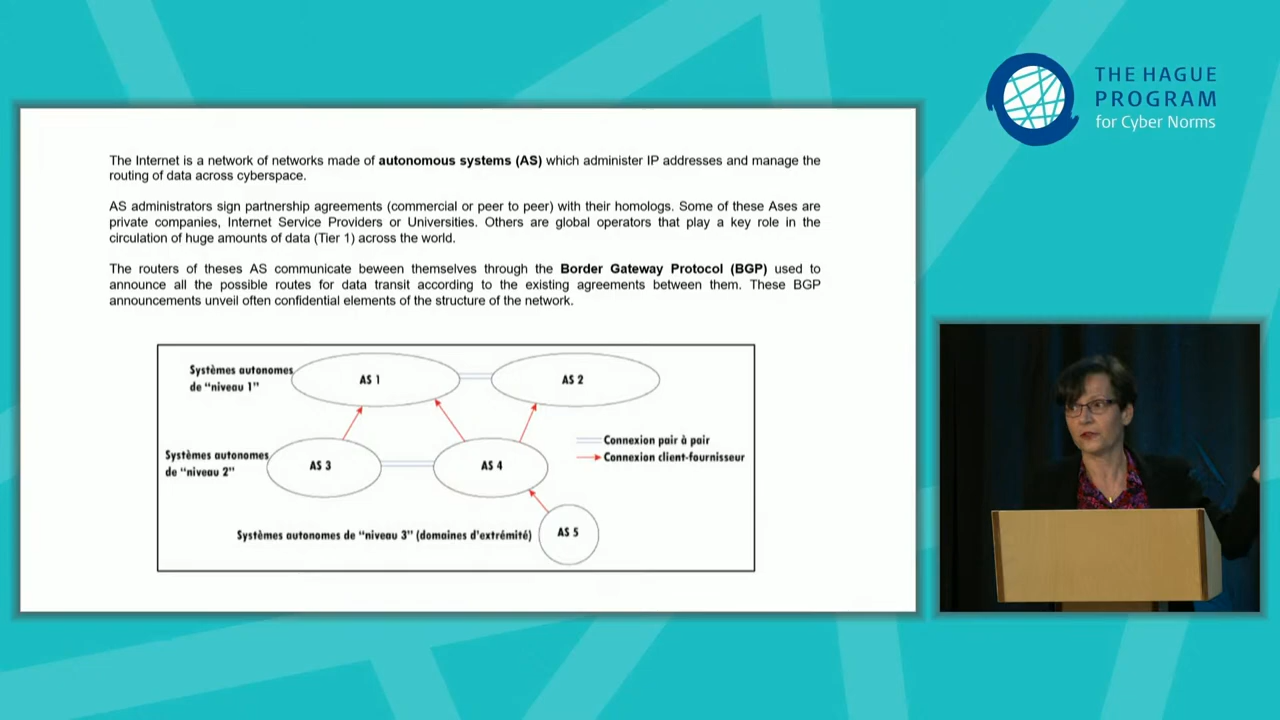 THE HAGUE
PROGRAM
for Cyber Norms
The Internet is a network of networks made of autonomous systems (AS) which administer IP addresses and manage the
routing of data across cyberspace.
AS administrators sign partnership agreements (commercial or peer to peer) with their homologs. Some of these Ases are
private companies, Internet Service Providers or Universities. Others are global operators that play a key role in the
circulation of huge amounts of data (Tier 1) across the world.
The routers of theses AS communicate beween themselves through the Border Gateway Protocol (BGP) used to
announce all the possible routes for data transit according to the existing agreements between them. These BGP
announcements unveil often confidential elements of the structure of the network.
Systèmes autonomes
de "niveau 1"
AS 1
AS 2
Systèmes autonomes
de "niveau 2"
AS 3
AS 4
Connexion pair à pair
Connexion client-fournisseur
Systèmes autonomes de "niveau 3" (domaines d'extrémité)
AS 5